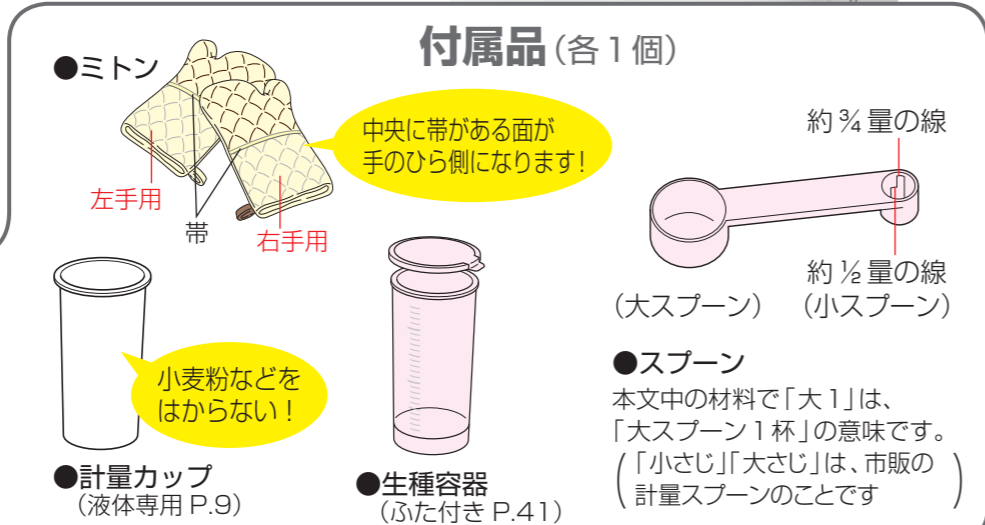 付属品(各1個)
●ミトン
中央に帯がある面が
手のひら側になります!
左手用
帯
右手用
約¾量の線
約½量の線
(大スプーン)
(小スプーン)
小麦粉などを
はからない!
●計量カップ
(液体専用 P.9)
●生種容器
(ふた付き P.41)
●スプーン
本文中の材料で「大1」は、
「大スプーン1杯」の意味です。
(「小さじ」「大さじ」は、市販の
計量スプーンのことです)